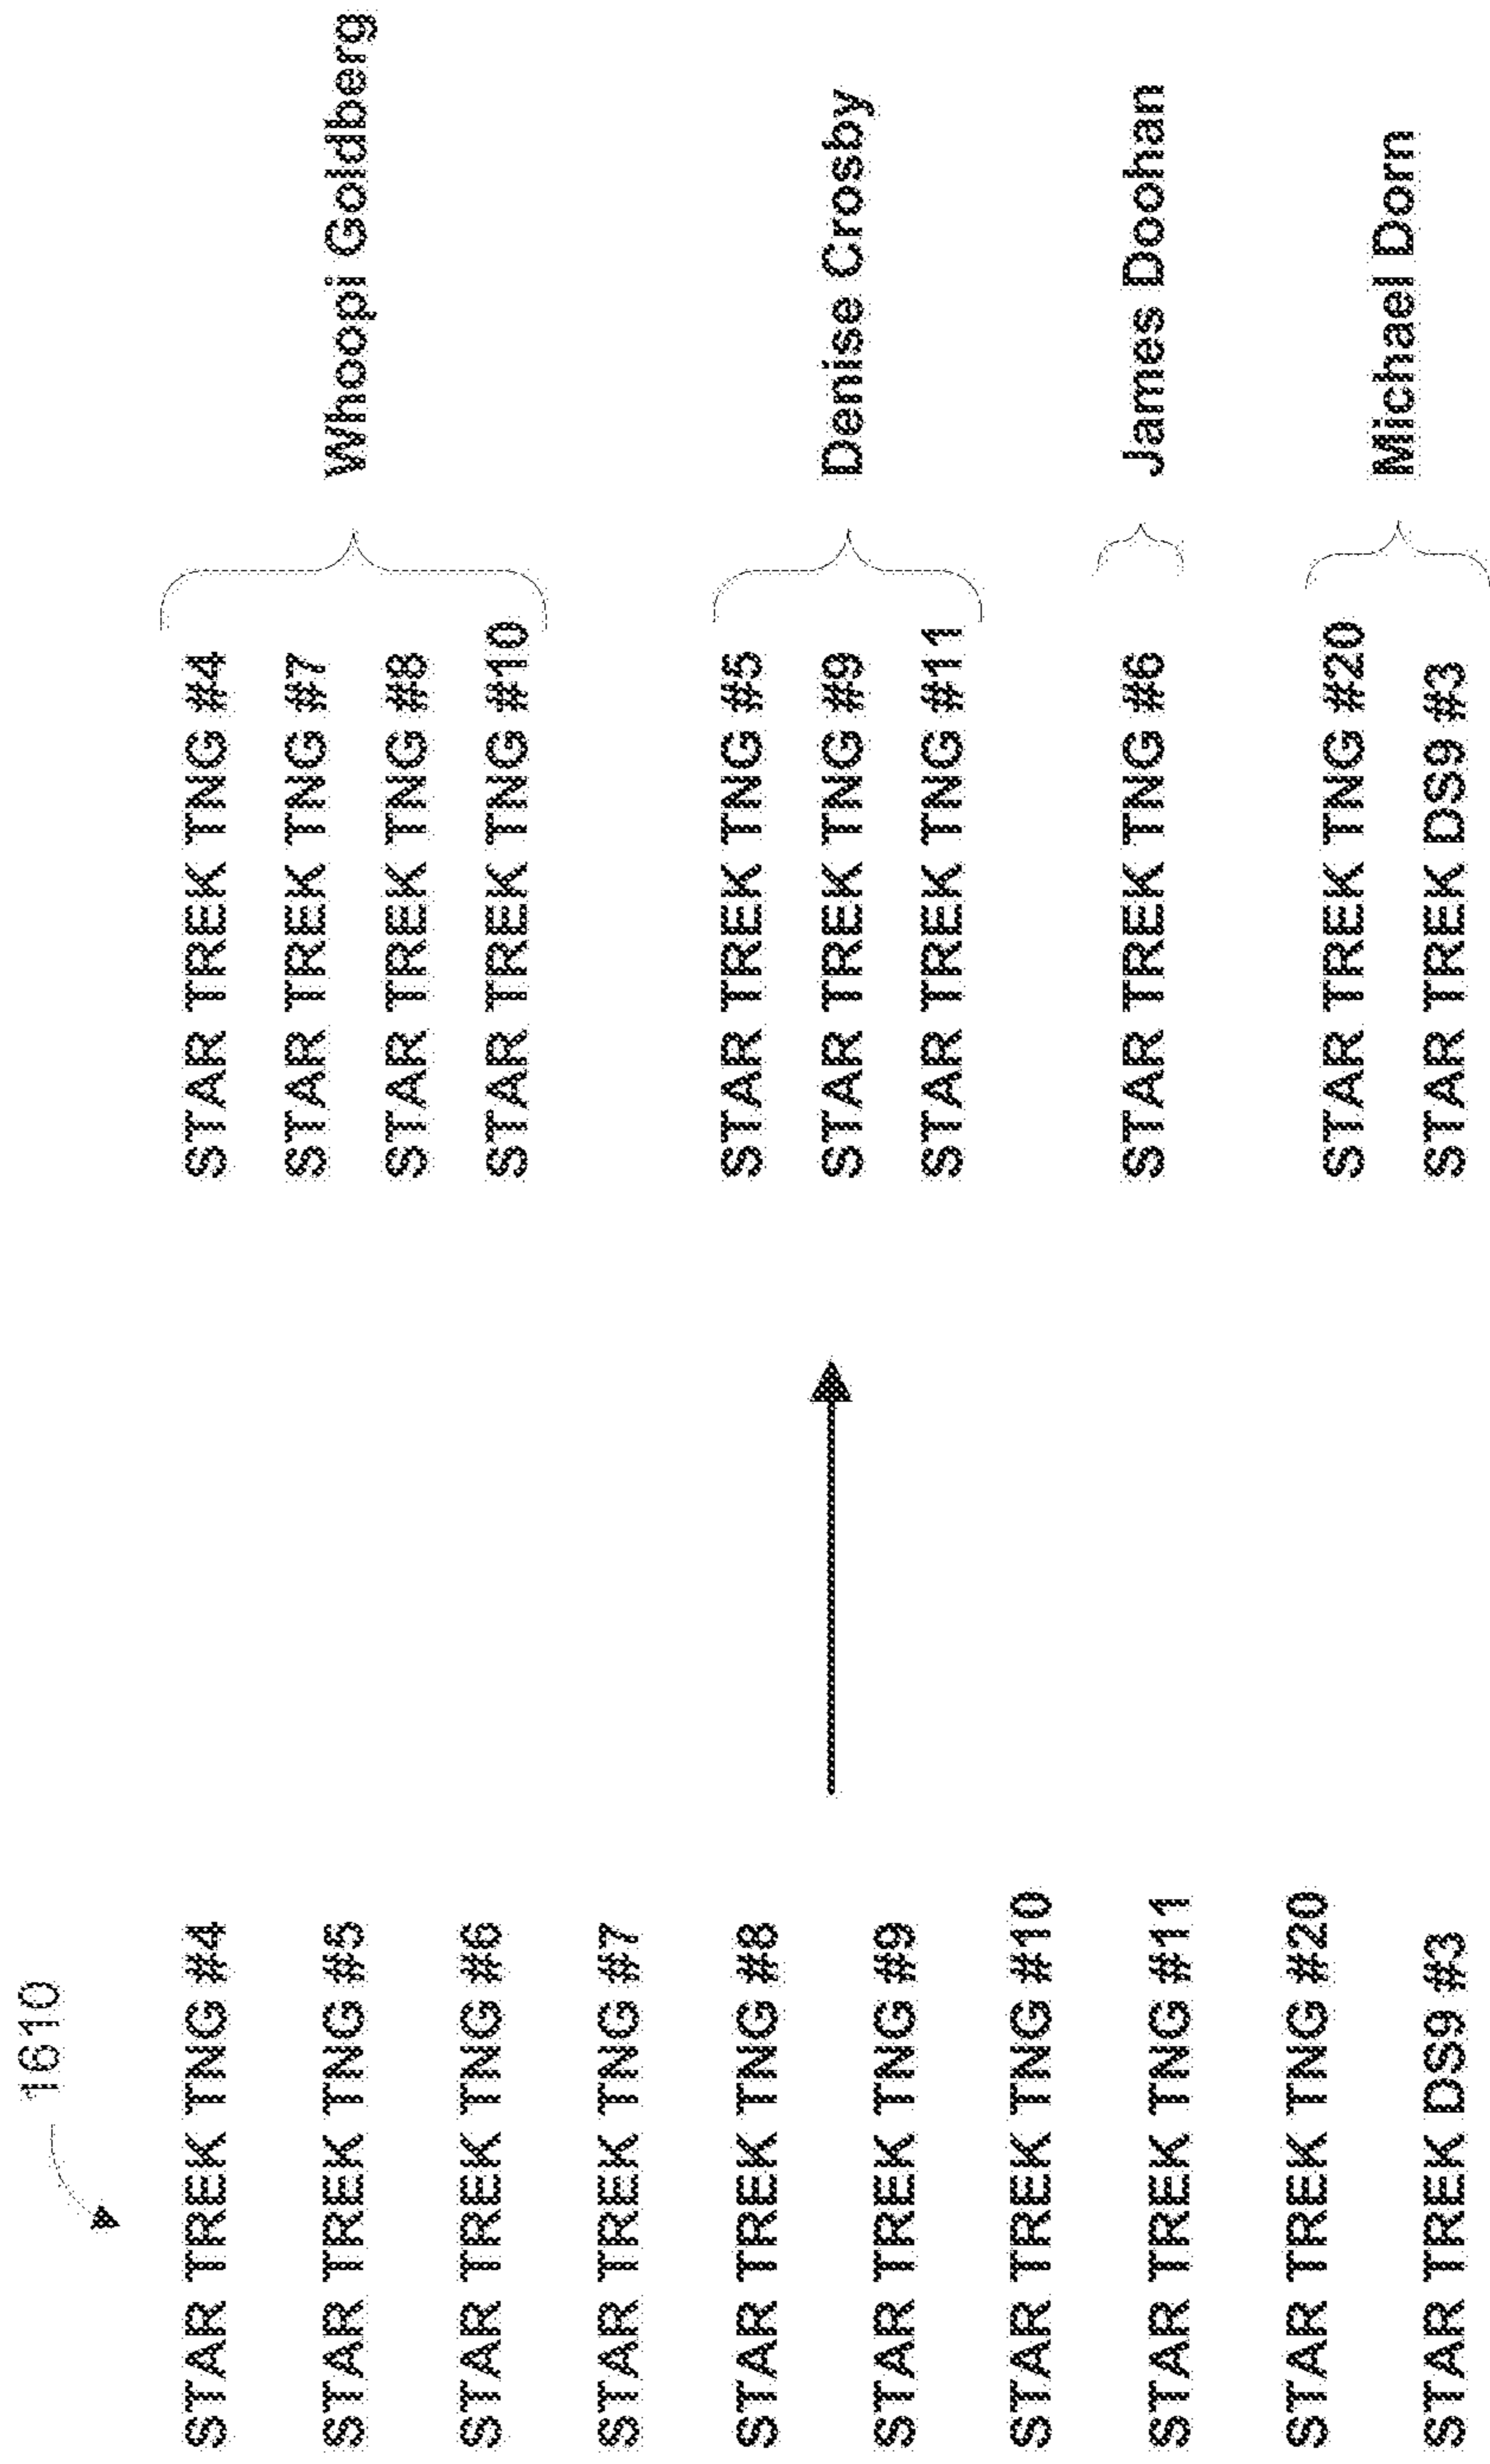 1610
STAR TREK TNG #4
STAR TREK TNG #5
STAR TREK TNG #6
STAR TREK TNG #7
STAR TREK TNG #8
STAR TREK TNG #9
STAR TREK TNG #10
STAR TREK TNG #11
STAR TREK TNG #20
STAR TREK DS9 #3
STAR TREK TNG #4
STAR TREK TNG #7
STAR TREK TNG #8
STAR TREK TNG #10
Whoopi Goldberg
STAR TREK TNG #5
STAR TREK TNG #9
STAR TREK TNG #11
Denise Crosby
STAR TREK TNG #6
James Doohan
STAR TREK TNG #20
STAR TREK DS9 #3
Michael Dorn